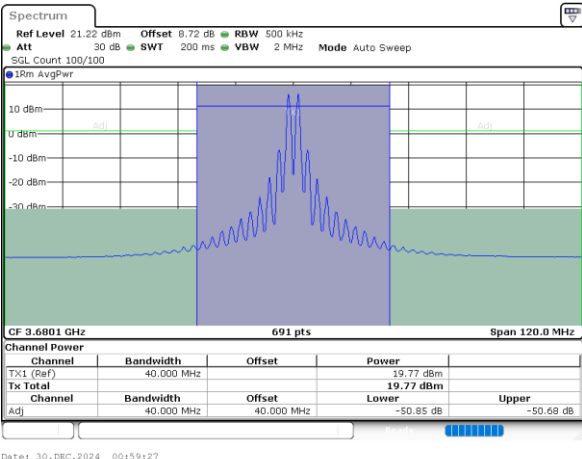 Spectrum
Ref Level 21.22 dBm Offset 8.72 dB RBW 500 kHz
Att 30 dB SWT 200 ms VBW 2 MHz Mode Auto Sweep
SGL Count 100/100
1Rm AvgPwr
10 dBm
Adj Adj
0 dBm
-10 dBm
-20 dBm
-30 dBm
CF 3.6801 GHz 691 pts Span 120.0 MHz
Channel Power
Channel Bandwidth Offset Power
TX1 (Ref) 40.000 MHz 19.77 dBm
Tx Total 19.77 dBm
Channel Bandwidth Offset Lower Upper
Adj 40.000 MHz 40.000 MHz -50.85 dB -50.68 dB
Ready
Date: 30.DEC.2024 00:59:27